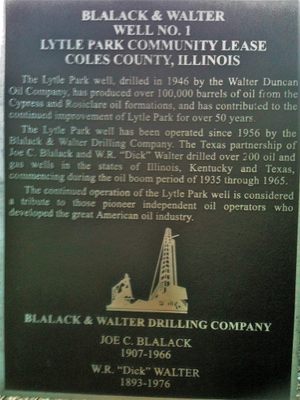 BLALACK & WALTER
WELL NO. 1
LYTLE PARK COMMUNITY LEASE
COLES COUNTY, ILLINOIS
The Lytle Park well, drilled in 1946 by the Walter Duncan
Oil Company, has produced over 100,000 barrels of oil from the
Cypress and Rosiclare oil formations, and has contributed to the
continued improvement of Lytle Park for over 50 years.
The Lytle Park well has been operated since 1956 by the
Blalack & Walter Drilling Company. The Texas partnership of
Joe C. Blalack and W.R. "Dick" Walter drilled over 200 oil and
gas wells in the states of Illinois, Kentucky and Texas,
commencing during the oil boom period of 1935 through 1965.
The continued operation of the Lytle Park well is considered
a tribute to those pioneer independent oil operators who
developed the great American oil industry.
BLALACK & WALTER DRILLING COMPANY
JOE C. BLALACK
1907-1966
W.R. "Dick" WALTER
1893-1976